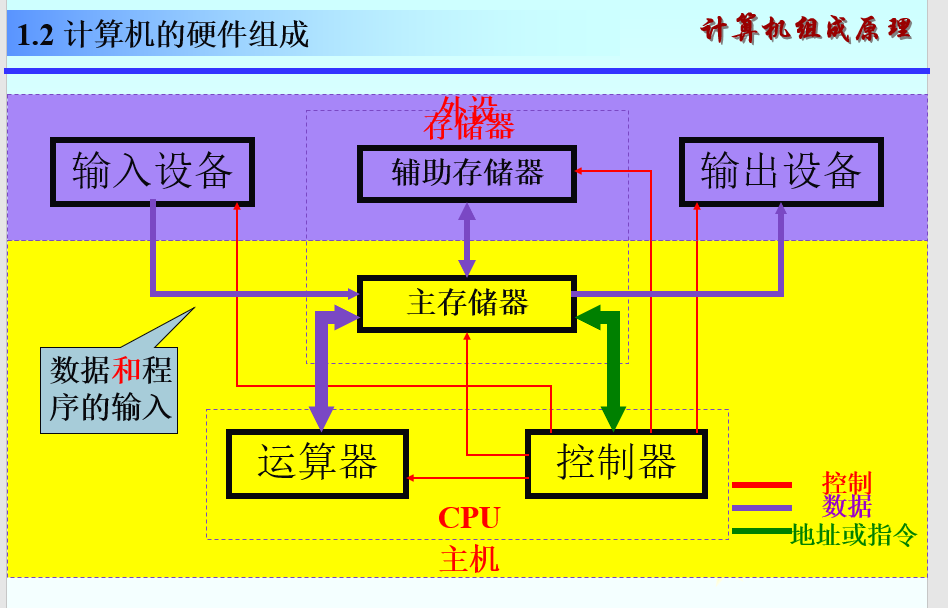 1.2 计算机的硬件组成
计算机组成原理
外设
存储器
输入设备
辅助存储器
输出设备
主存储器
数据和程
序的输入
运算器
控制器
CPU
主机
控制
数据
地址或指令